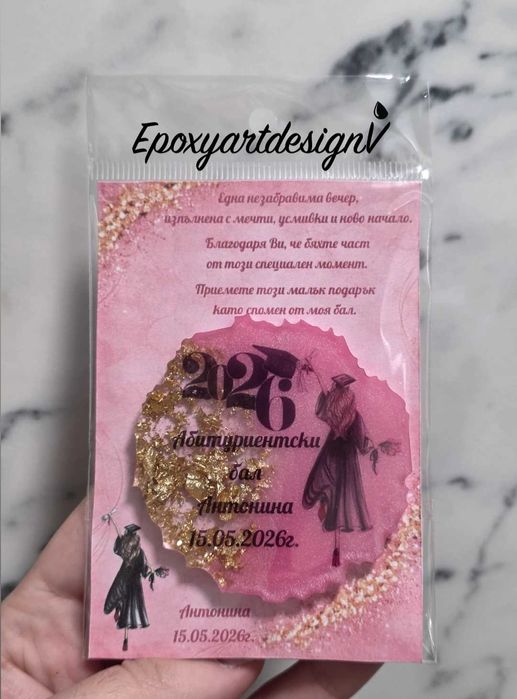 EpoxyartdesignV
Една незабравима вечер,
изпълнена с мечти, усмивки и ново начало.
Благодаря Ви, че бяхте част
от този специален момент.
Приемете този малък подарък
като спомен от моя бал.
2026
Абитуриентски
бал
Антонина
15.05.2026г.
Антонина
15.05.2026г.